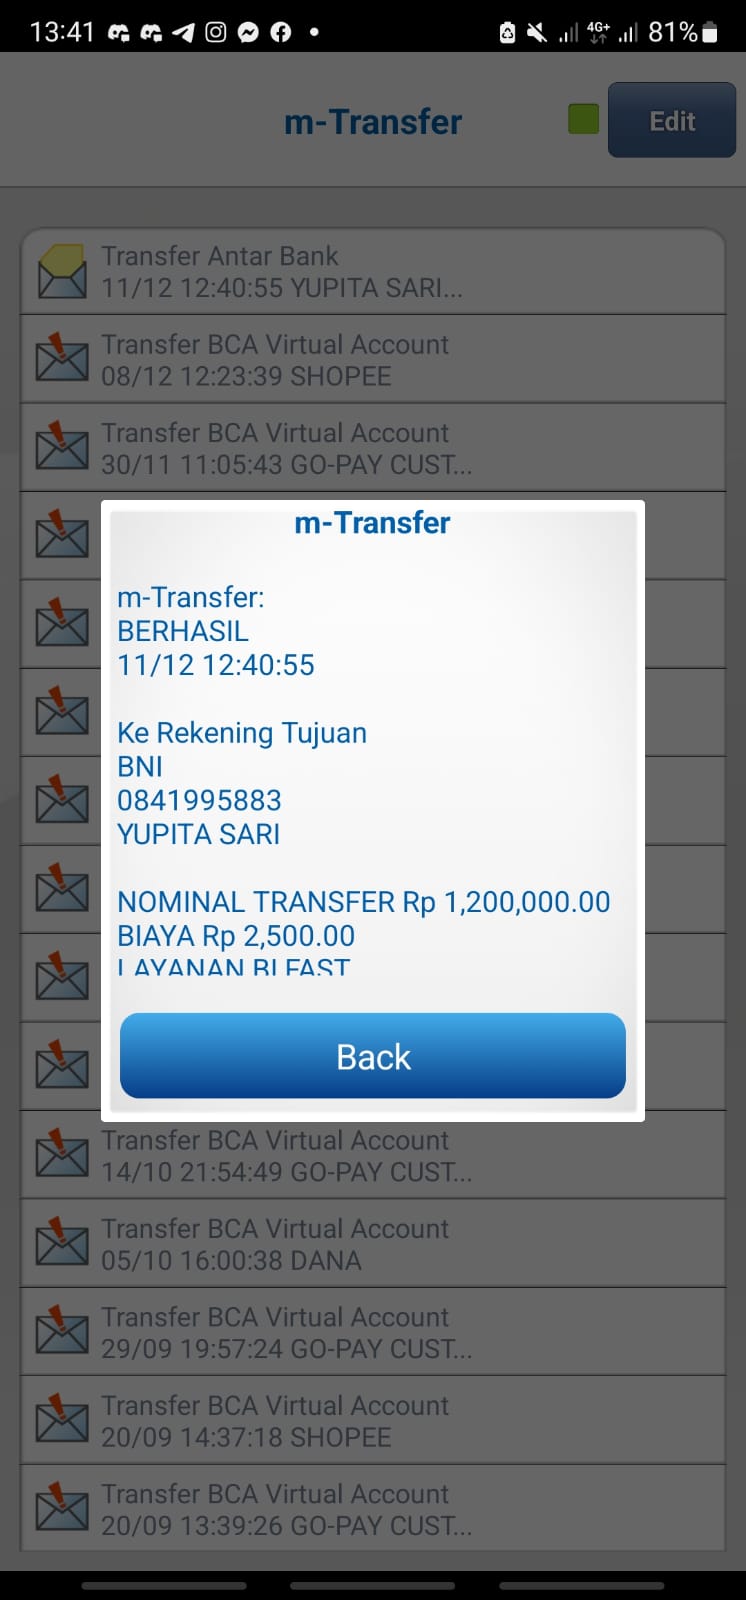 13:41
4G+
81%
m-Transfer
Edit
Transfer Antar Bank
11/12 12:40:55 YUPITA SARI...
Transfer BCA Virtual Account
08/12 12:23:39 SHOPEE
Transfer BCA Virtual Account
30/11 11:05:43 GO-PAY CUST...
m-Transfer
m-Transfer:
BERHASIL
11/12 12:40:55
Ke Rekening Tujuan
BNI
0841995883
YUPITA SARI
NOMINAL TRANSFER Rp 1,200,000.00
BIAYA Rp 2,500.00
LAYANAN BI FAST
Back
Transfer BCA Virtual Account
14/10 21:54:49 GO-PAY CUST...
Transfer BCA Virtual Account
05/10 16:00:38 DANA
Transfer BCA Virtual Account
29/09 19:57:24 GO-PAY CUST...
Transfer BCA Virtual Account
20/09 14:37:18 SHOPEE
Transfer BCA Virtual Account
20/09 13:39:26 GO-PAY CUST...